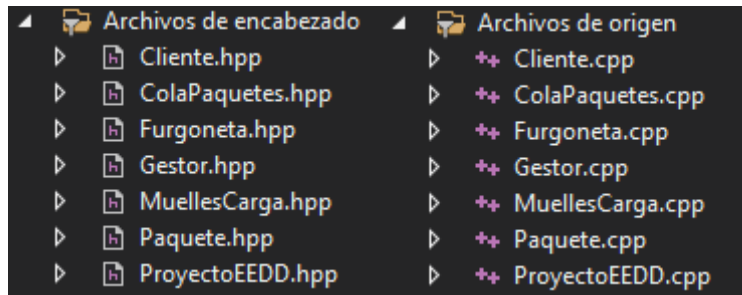 Archivos de encabezado
Cliente.hpp
ColaPaquetes.hpp
Furgoneta.hpp
Gestor.hpp
MuellesCarga.hpp
Paquete.hpp
ProyectoEEDD.hpp
Archivos de origen
Cliente.cpp
ColaPaquetes.cpp
Furgoneta.cpp
Gestor.cpp
MuellesCarga.cpp
Paquete.cpp
ProyectoEEDD.cpp